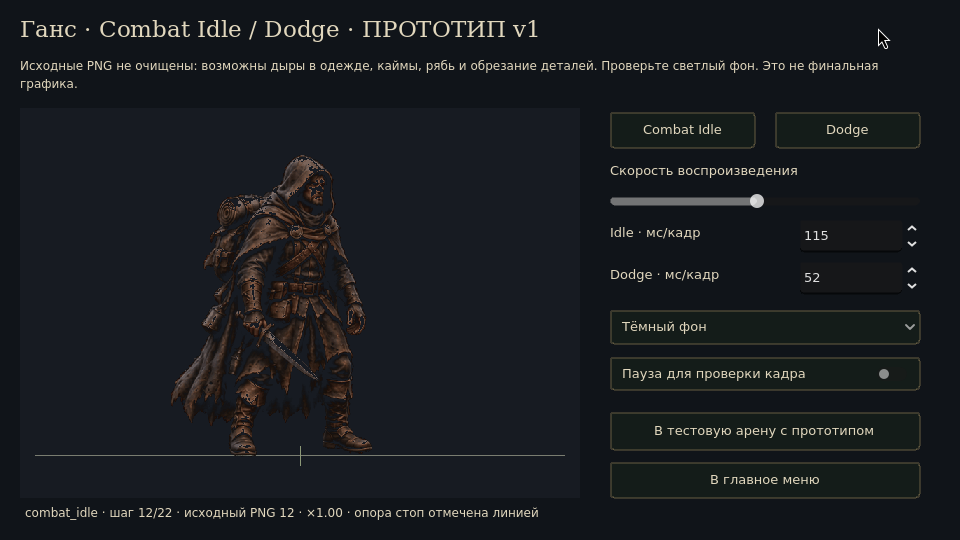 Ганс · Combat Idle / Dodge · ПРОТОТИП v1
Исходные PNG не очищены: возможны дыры в одежде, каймы, рябь и обрезание деталей. Проверьте светлый фон. Это не финальная
графика.
Combat Idle
Dodge
Скорость воспроизведения
Idle · мс/кадр
115
Dodge · мс/кадр
52
Тёмный фон
Пауза для проверки кадра
В тестовую арену с прототипом
В главное меню
combat_idle · шаг 12/22 · исходный PNG 12 · ×1.00 · опора стоп отмечена линией